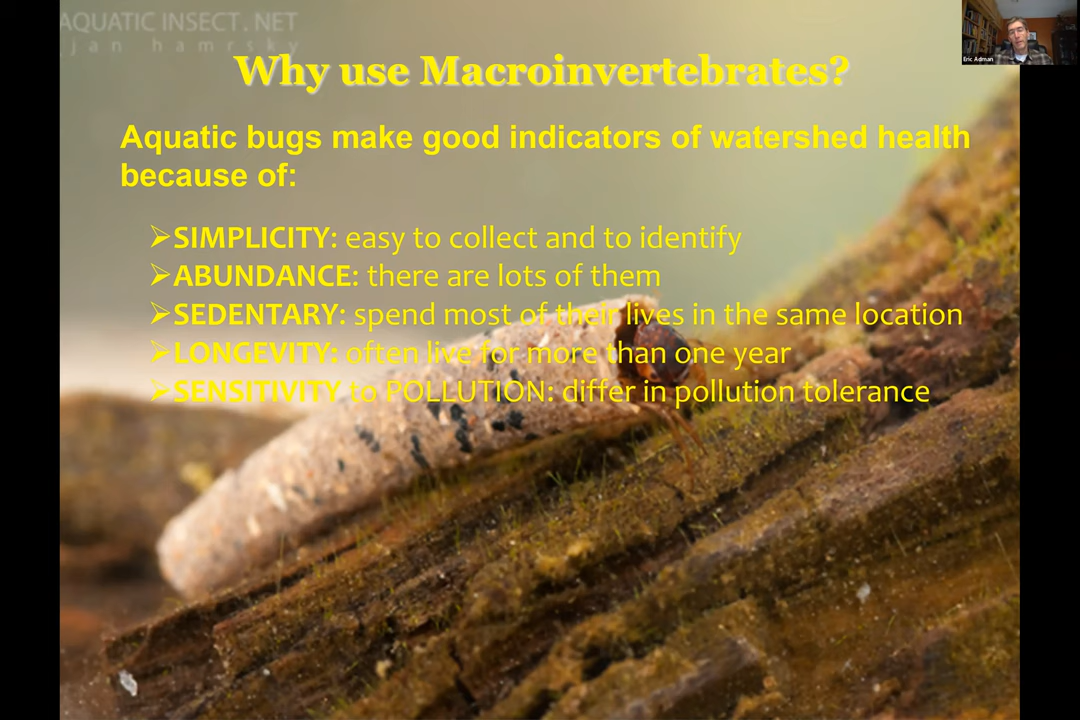 AQUATIC INSECT.NET
jan hamrsky
Eric Adman
Why use Macroinvertebrates?
Aquatic bugs make good indicators of watershed health
because of:
➢SIMPLICITY: easy to collect and to identify
➢ABUNDANCE: there are lots of them
➢SEDENTARY: spend most of their lives in the same location
➢LONGEVITY: often live for more than one year
➢SENSITIVITY to POLLUTION: differ in pollution tolerance